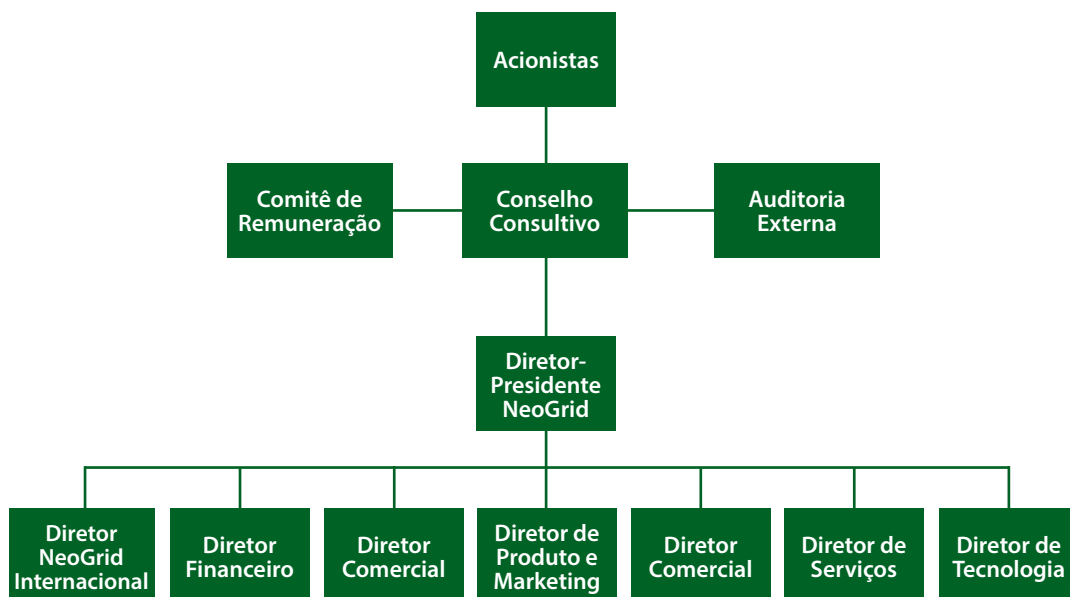 Acionistas
Comitê de
Remuneração
Conselho
Consultivo
Auditoria
Externa
Diretor-
Presidente
NeoGrid
Diretor
NeoGrid
Internacional
Diretor
Financeiro
Diretor
Comercial
Diretor de
Produto e
Marketing
Diretor
Comercial
Diretor de
Serviços
Diretor de
Tecnologia